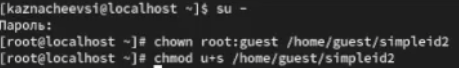 [kaznacheevsi@localhost ~]$ su -
Пароль:
[root@localhost ~]# chown root:guest /home/guest/simpleid2
[root@localhost ~]# chmod u+s /home/guest/simpleid2